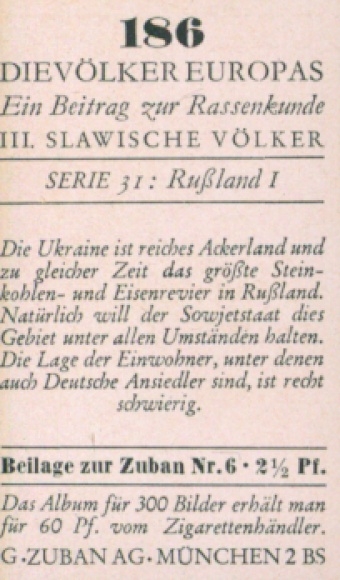 186
DIE VÖLKER EUROPAS
Ein Beitrag zur Rassenkunde
III. SLAWISCHE VÖLKER
SERIE 31: Rußland I
Die Ukraine ist reiches Ackerland und
zu gleicher Zeit das größte Stein-
kohlen- und Eisenrevier in Rußland.
Natürlich will der Sowjetstaat dies
Gebiet unter allen Umständen halten.
Die Lage der Einwohner, unter denen
auch Deutsche Ansiedler sind, ist recht
schwierig.
Beilage zur Zuban Nr. 6 · 2½ Pf.
Das Album für 300 Bilder erhält man
für 60 Pf. vom Zigarettenhändler.
G·ZUBAN AG·MÜNCHEN 2 BS